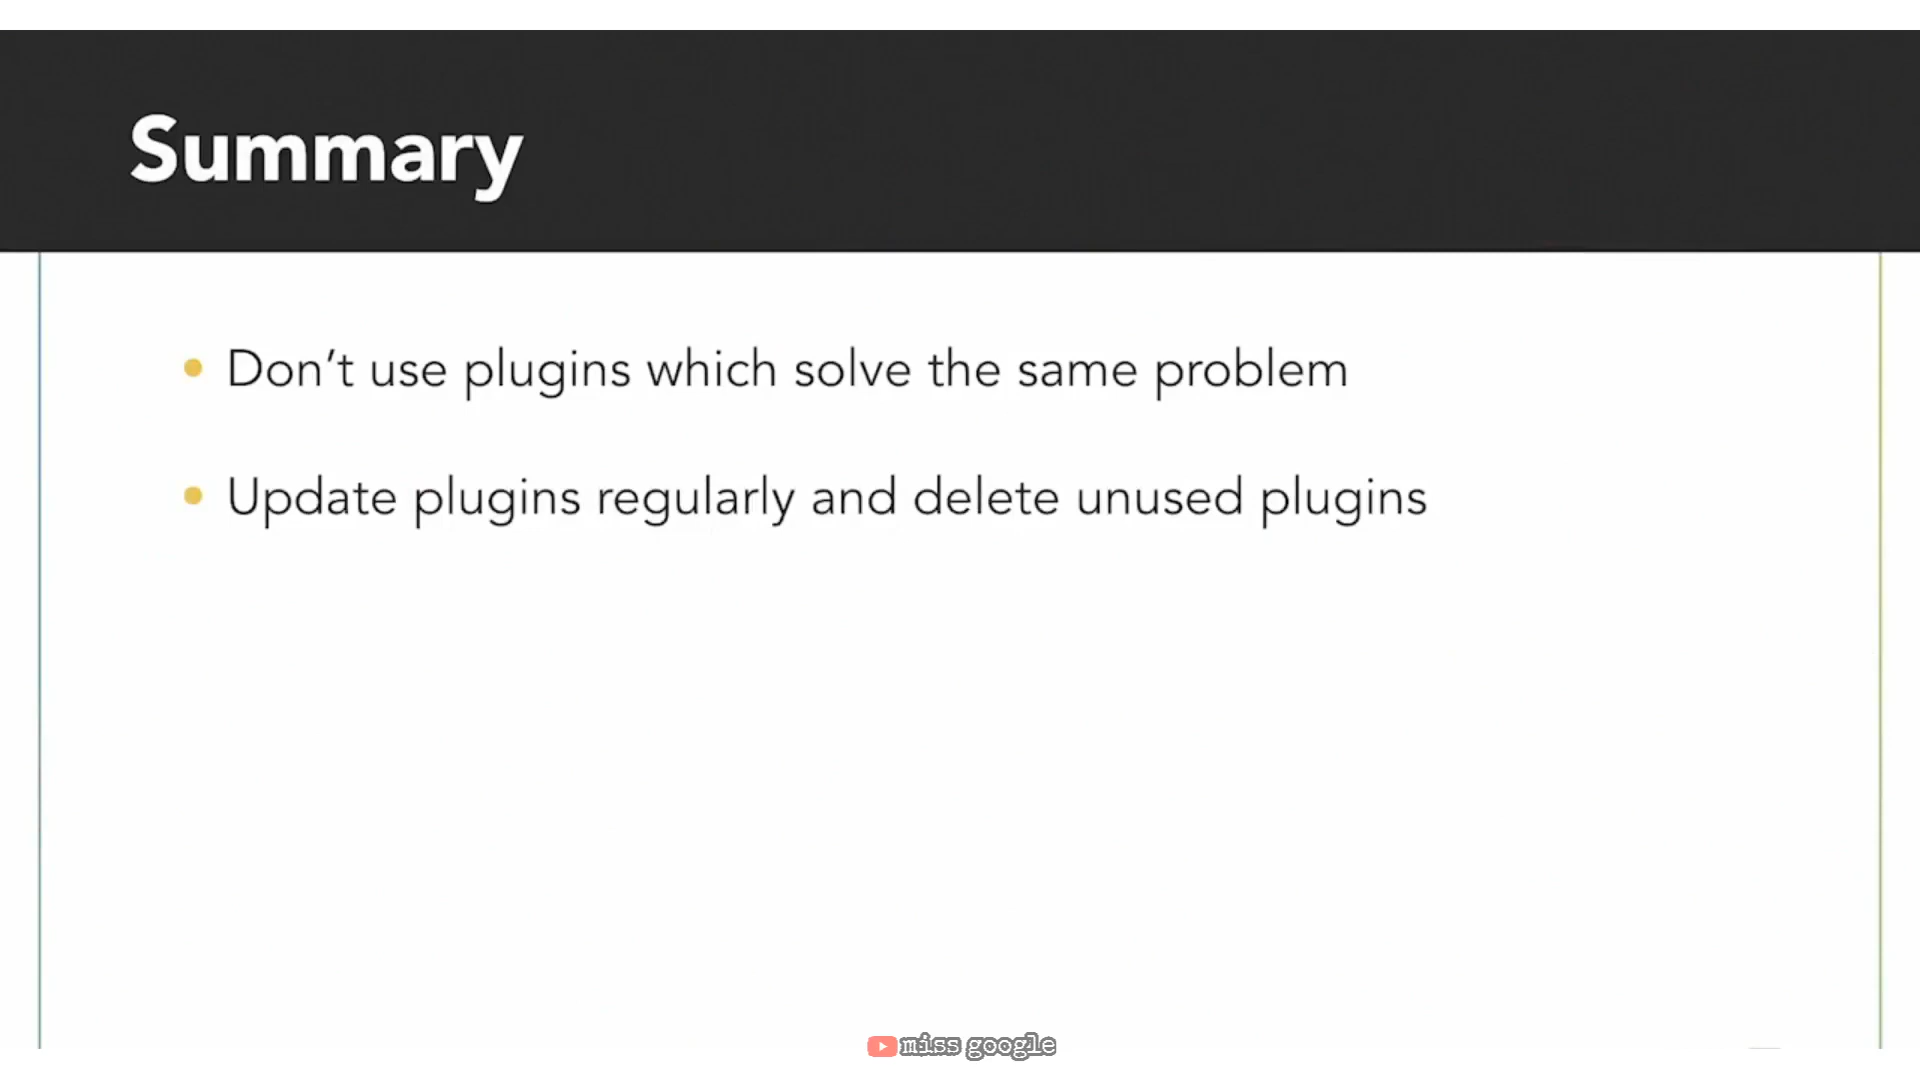 Summary
Don’t use plugins which solve the same problem
Update plugins regularly and delete unused plugins
miss google